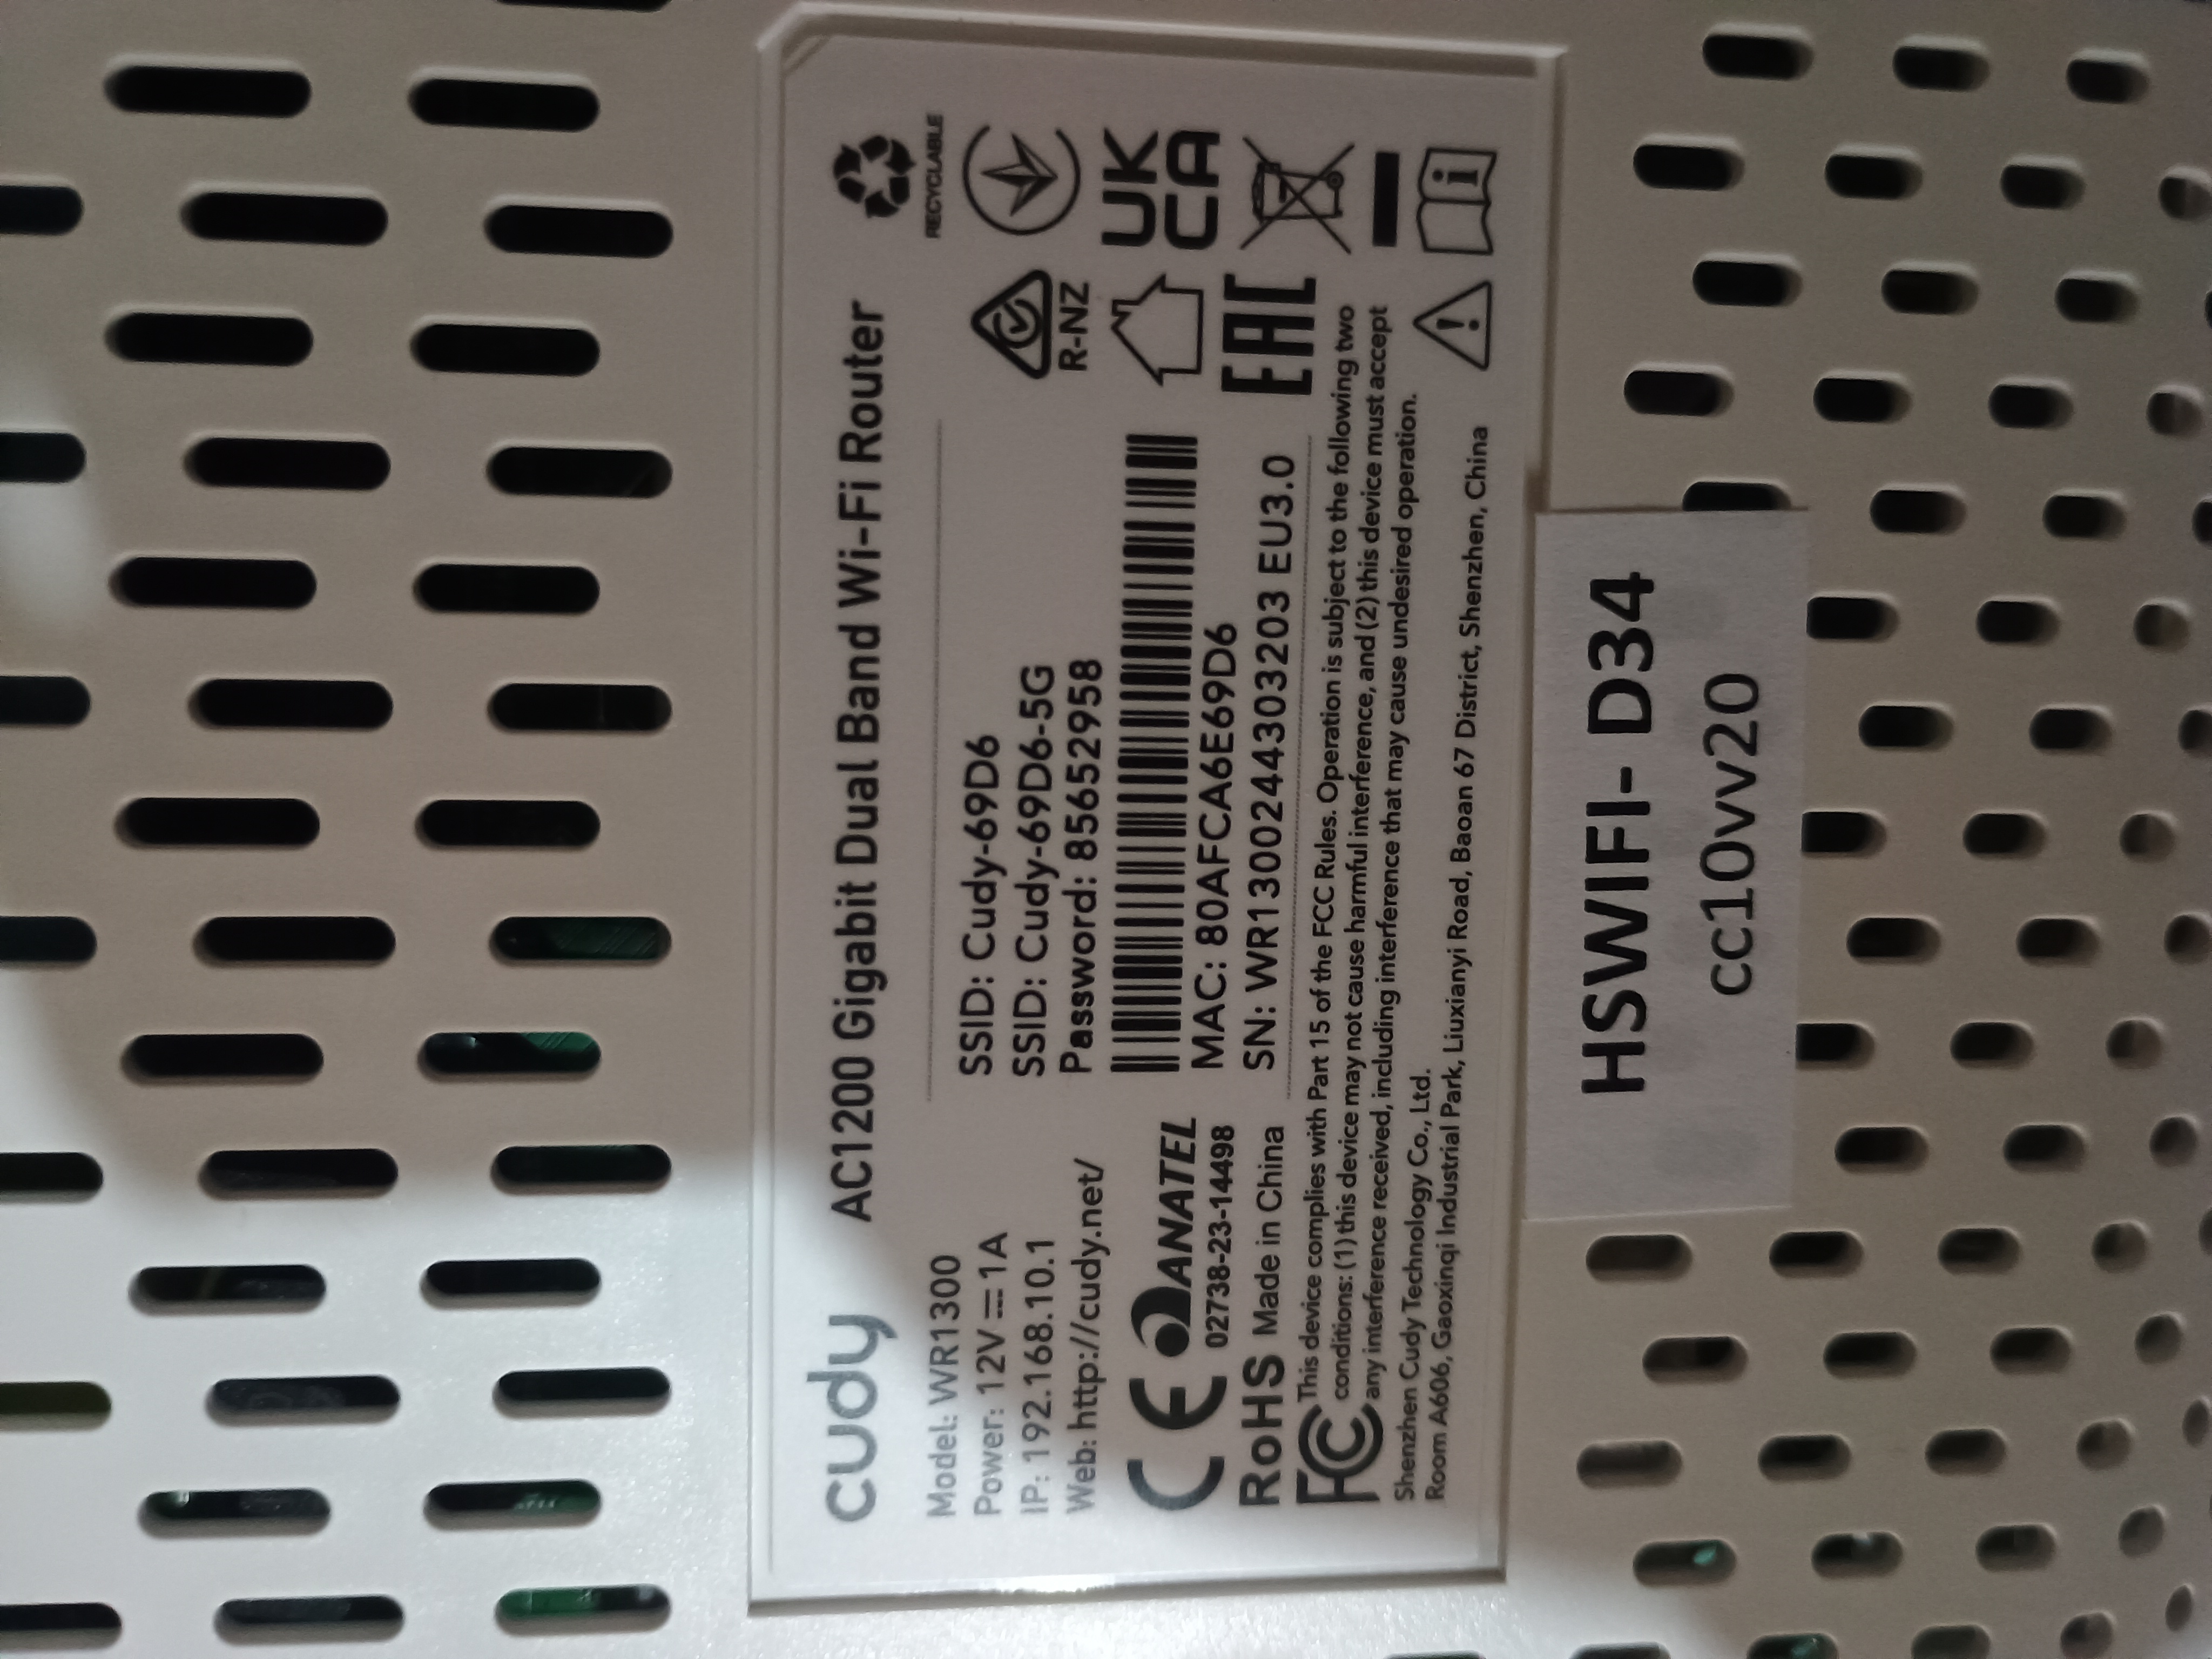 cudy AC1200 Gigabit Dual Band Wi-Fi Router
RECYCLABLE
Model: WR1300
Power: 12V⎓1A
IP: 192.168.10.1
Web: http://cudy.net/
SSID: Cudy-69D6
SSID: Cudy-69D6-5G
Password: 85652958
MAC: 80AFCA6E69D6
SN: WR1300244303203 EU3.0
R-NZ
UK
CA
EAC
CE ANATEL
02738-23-14498
RoHS Made in China
FC This device complies with Part 15 of the FCC Rules. Operation is subject to the following two
conditions: (1) this device may not cause harmful interference, and (2) this device must accept
any interference received, including interference that may cause undesired operation.
Shenzhen Cudy Technology Co., Ltd.
Room A606, Gaoxinqi Industrial Park, Liuxianyi Road, Baoan 67 District, Shenzhen, China
HSWIFI- D34
cc10vv20